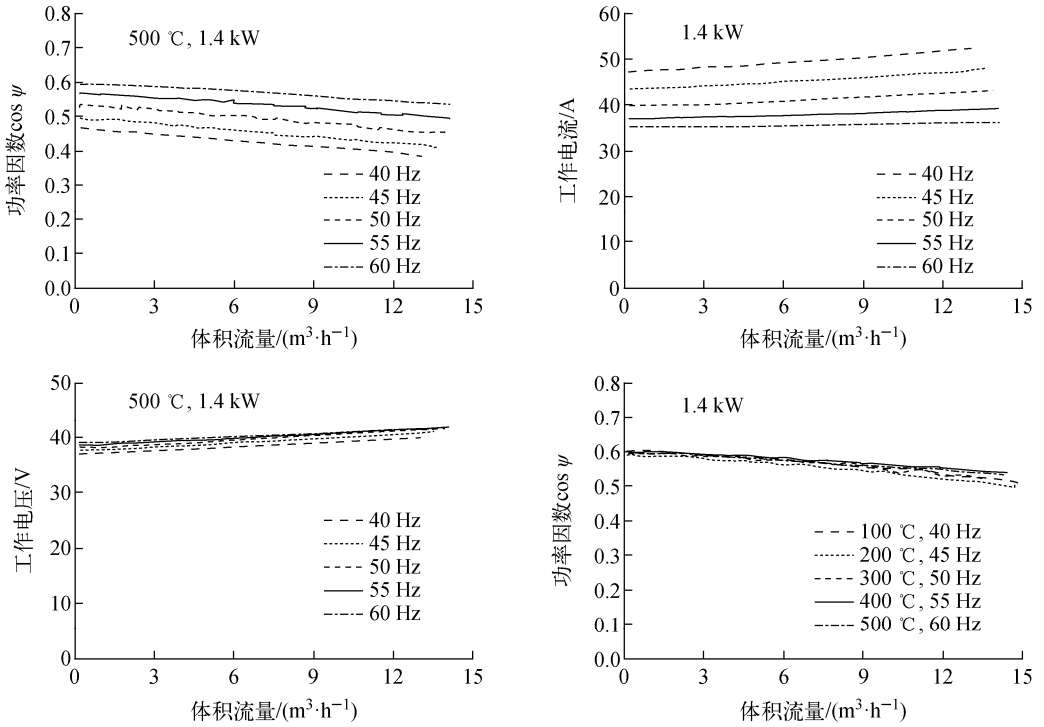 0.8
0.7
0.6
0.5
0.4
0.3
0.2
0.1
0.0
功率因数cos ψ
500 ℃, 1.4 kW
40 Hz
45 Hz
50 Hz
55 Hz
60 Hz
0 3 6 9 12 15
体积流量/(m³·h⁻¹)
60
50
40
30
20
10
0
工作电流/A
1.4 kW
40 Hz
45 Hz
50 Hz
55 Hz
60 Hz
0 3 6 9 12 15
体积流量/(m³·h⁻¹)
50
40
30
20
10
0
工作电压/V
500 ℃, 1.4 kW
40 Hz
45 Hz
50 Hz
55 Hz
60 Hz
0 3 6 9 12 15
体积流量/(m³·h⁻¹)
0.8
0.7
0.6
0.5
0.4
0.3
0.2
0.1
0.0
功率因数cos ψ
1.4 kW
100 ℃, 40 Hz
200 ℃, 45 Hz
300 ℃, 50 Hz
400 ℃, 55 Hz
500 ℃, 60 Hz
0 3 6 9 12 15
体积流量/(m³·h⁻¹)